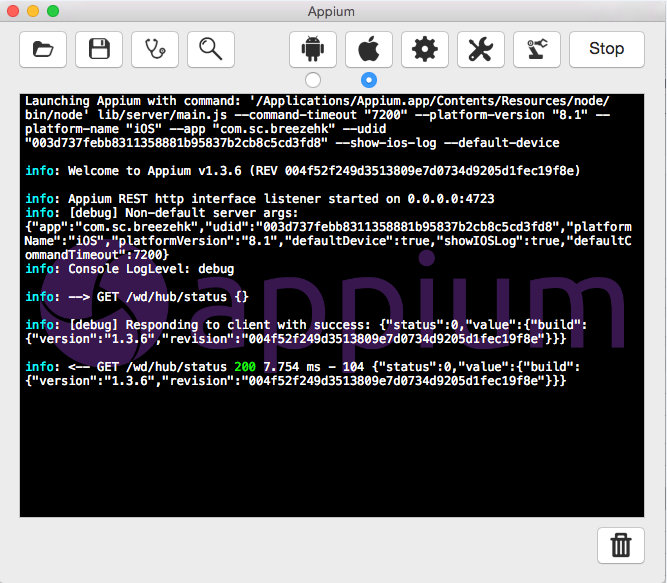 Appium
Stop
Launching Appium with command: '/Applications/Appium.app/Contents/Resources/node/
bin/node' lib/server/main.js --command-timeout "7200" --platform-version "8.1" --
platform-name "iOS" --app "com.sc.breezehk" --udid
"003d737febb8311358881b95837b2cb8c5cd3fd8" --show-ios-log --default-device
info: Welcome to Appium v1.3.6 (REV 004f52f249d3513809e7d0734d9205d1fec19f8e)
info: Appium REST http interface listener started on 0.0.0.0:4723
info: [debug] Non-default server args:
{"app":"com.sc.breezehk","udid":"003d737febb8311358881b95837b2cb8c5cd3fd8","platform
Name":"iOS","platformVersion":"8.1","defaultDevice":true,"showIOSLog":true,"defaultC
ommandTimeout":7200}
info: Console LogLevel: debug
info: --> GET /wd/hub/status {}
info: [debug] Responding to client with success: {"status":0,"value":{"build":
{"version":"1.3.6","revision":"004f52f249d3513809e7d0734d9205d1fec19f8e"}}}
info: <-- GET /wd/hub/status 200 7.754 ms - 104 {"status":0,"value":{"build":
{"version":"1.3.6","revision":"004f52f249d3513809e7d0734d9205d1fec19f8e"}}}
appium